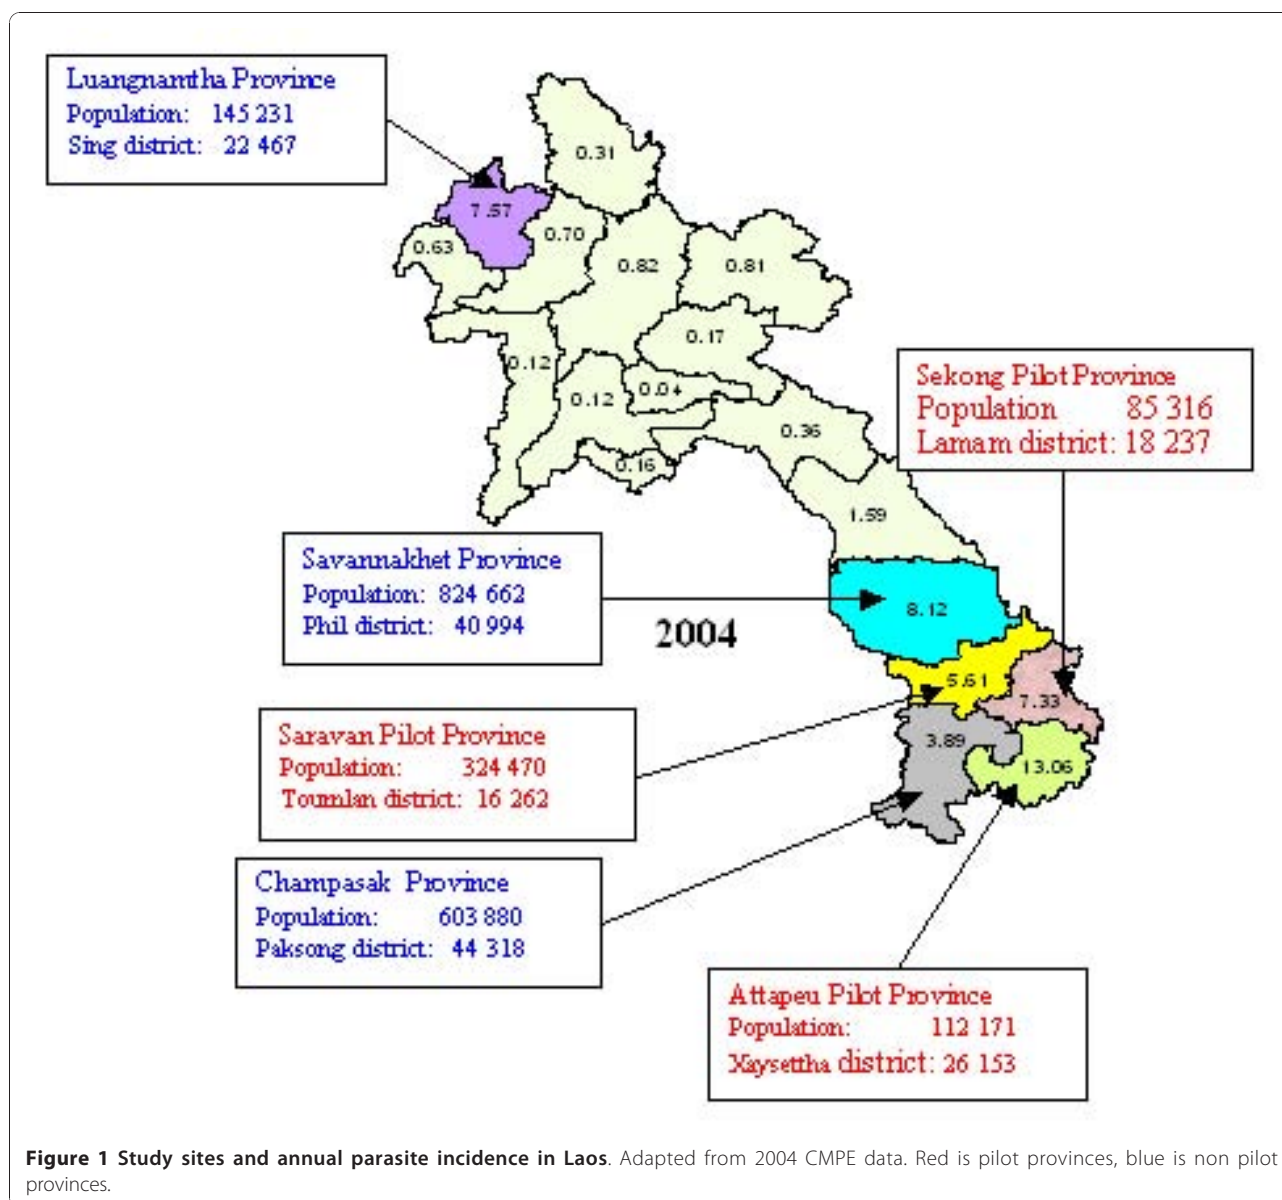 Luangnamtha Province
Population: 145 231
Sing district: 22 467
0.31
7.57
0.70
0.63
0.82
0.81
0.17
0.12
0.12
0.04
0.36
0.16
1.59
Sekong Pilot Province
Population 85 316
Lamam district: 18 237
Savannakhet Province
Population: 824 662
Phil district: 40 994
8.12
2004
5.61
7.33
Saravan Pilot Province
Population: 324 470
Toumlan district: 16 262
3.89
13.06
Champasak Province
Population: 603 880
Paksong district: 44 318
Attapeu Pilot Province
Population: 112 171
Xaysettha district: 26 153
Figure 1 Study sites and annual parasite incidence in Laos. Adapted from 2004 CMPE data. Red is pilot provinces, blue is non pilot
provinces.